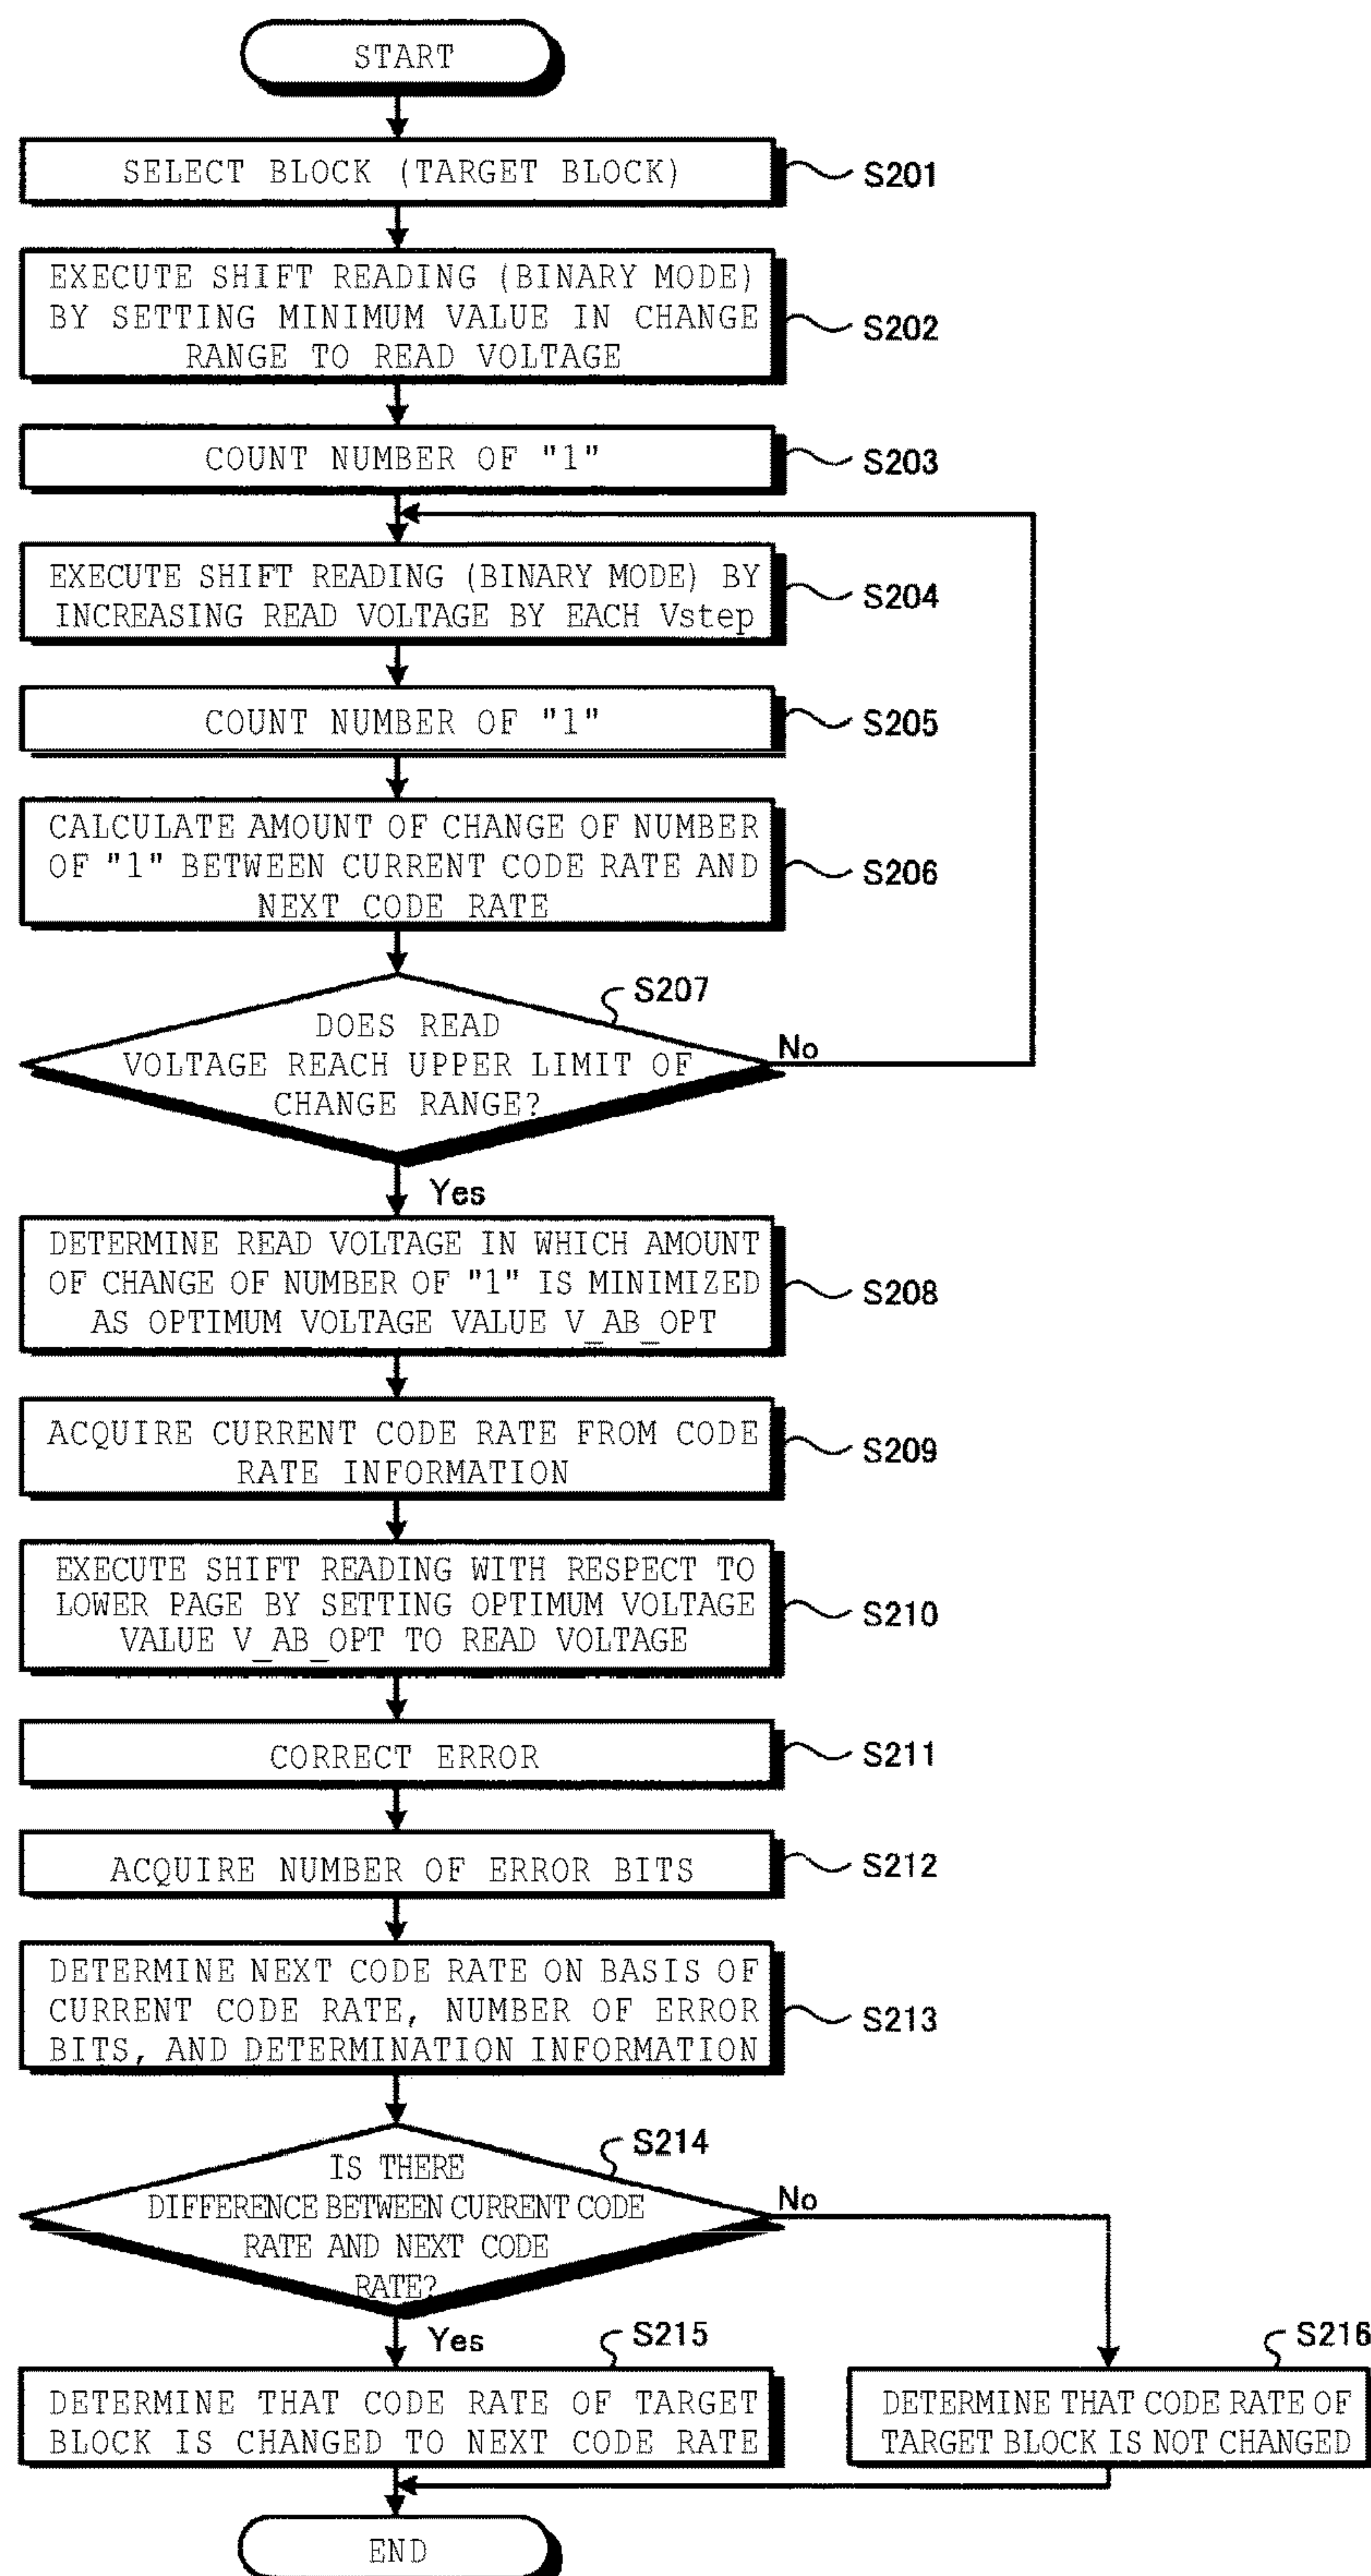 START
SELECT BLOCK (TARGET BLOCK)
S201
EXECUTE SHIFT READING (BINARY MODE)
BY SETTING MINIMUM VALUE IN CHANGE
RANGE TO READ VOLTAGE
S202
COUNT NUMBER OF "1"
S203
EXECUTE SHIFT READING (BINARY MODE) BY
INCREASING READ VOLTAGE BY EACH Vstep
S204
COUNT NUMBER OF "1"
S205
CALCULATE AMOUNT OF CHANGE OF NUMBER
OF "1" BETWEEN CURRENT CODE RATE AND
NEXT CODE RATE
S206
S207
DOES READ
VOLTAGE REACH UPPER LIMIT OF
CHANGE RANGE?
No
Yes
DETERMINE READ VOLTAGE IN WHICH AMOUNT
OF CHANGE OF NUMBER OF "1" IS MINIMIZED
AS OPTIMUM VOLTAGE VALUE V_AB_OPT
S208
ACQUIRE CURRENT CODE RATE FROM CODE
RATE INFORMATION
S209
EXECUTE SHIFT READING WITH RESPECT TO
LOWER PAGE BY SETTING OPTIMUM VOLTAGE
VALUE V_AB_OPT TO READ VOLTAGE
S210
CORRECT ERROR
S211
ACQUIRE NUMBER OF ERROR BITS
S212
DETERMINE NEXT CODE RATE ON BASIS OF
CURRENT CODE RATE, NUMBER OF ERROR
BITS, AND DETERMINATION INFORMATION
S213
S214
IS THERE
DIFFERENCE BETWEEN CURRENT CODE
RATE AND NEXT CODE
RATE?
No
Yes
S215
DETERMINE THAT CODE RATE OF TARGET
BLOCK IS CHANGED TO NEXT CODE RATE
S216
DETERMINE THAT CODE RATE OF
TARGET BLOCK IS NOT CHANGED
END